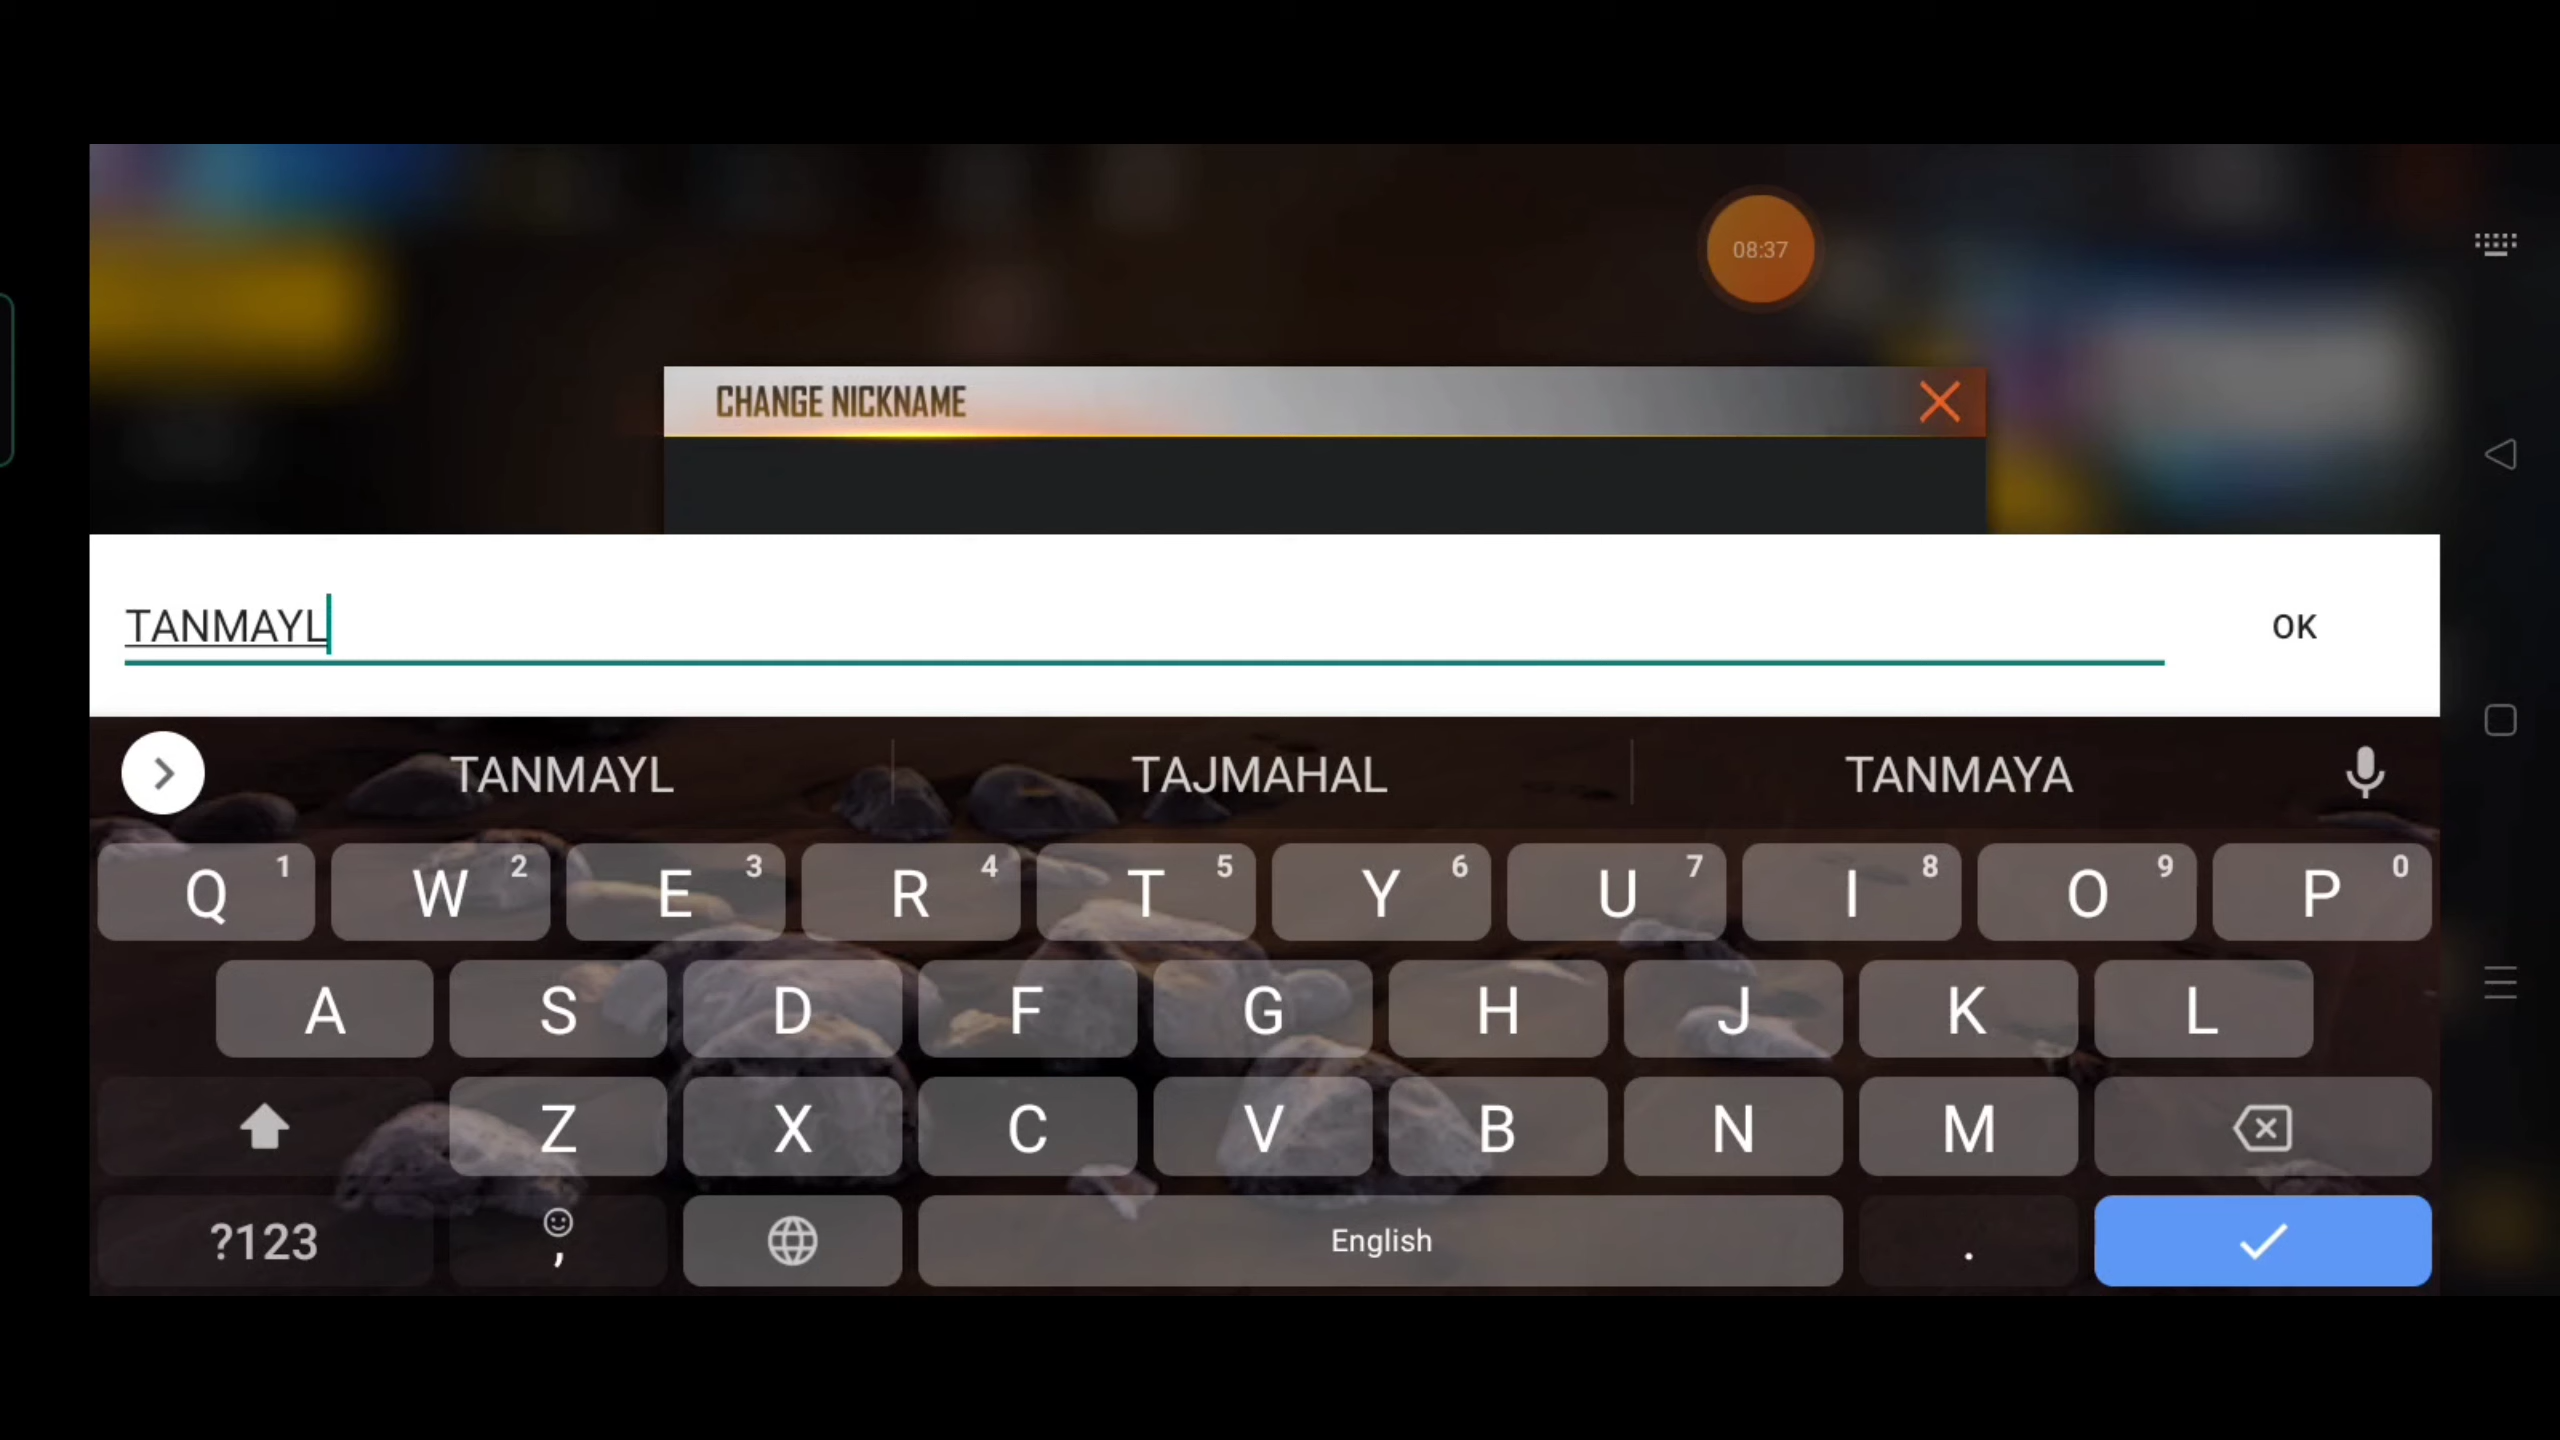 08:37
CHANGE NICKNAME
TANMAYL
OK
TANMAYL TAJMAHAL TANMAYA
Q 1 W 2 E 3 R 4 T 5 Y 6 U 7 I 8 O 9 P 0
A S D F G H J K L
Z X C V B N M
?123 , English .